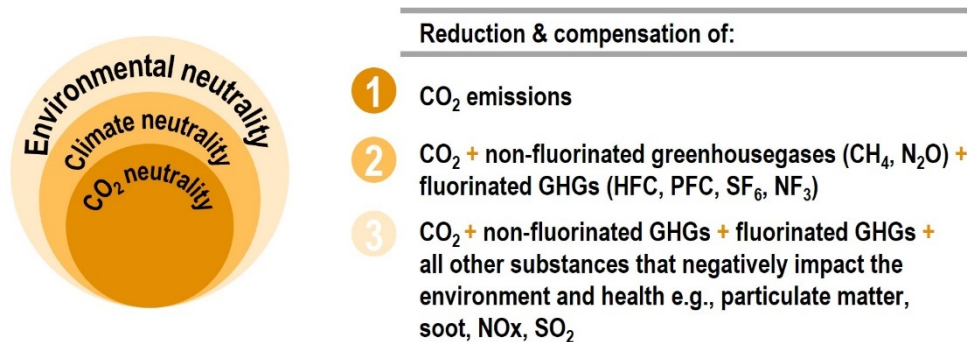 Environmental neutrality
Climate neutrality
CO₂ neutrality
Reduction & compensation of:
1
CO₂ emissions
2
CO₂ + non-fluorinated greenhousegases (CH₄, N₂O) +
fluorinated GHGs (HFC, PFC, SF₆, NF₃)
3
CO₂ + non-fluorinated GHGs + fluorinated GHGs +
all other substances that negatively impact the
environment and health e.g., particulate matter,
soot, NOx, SO₂